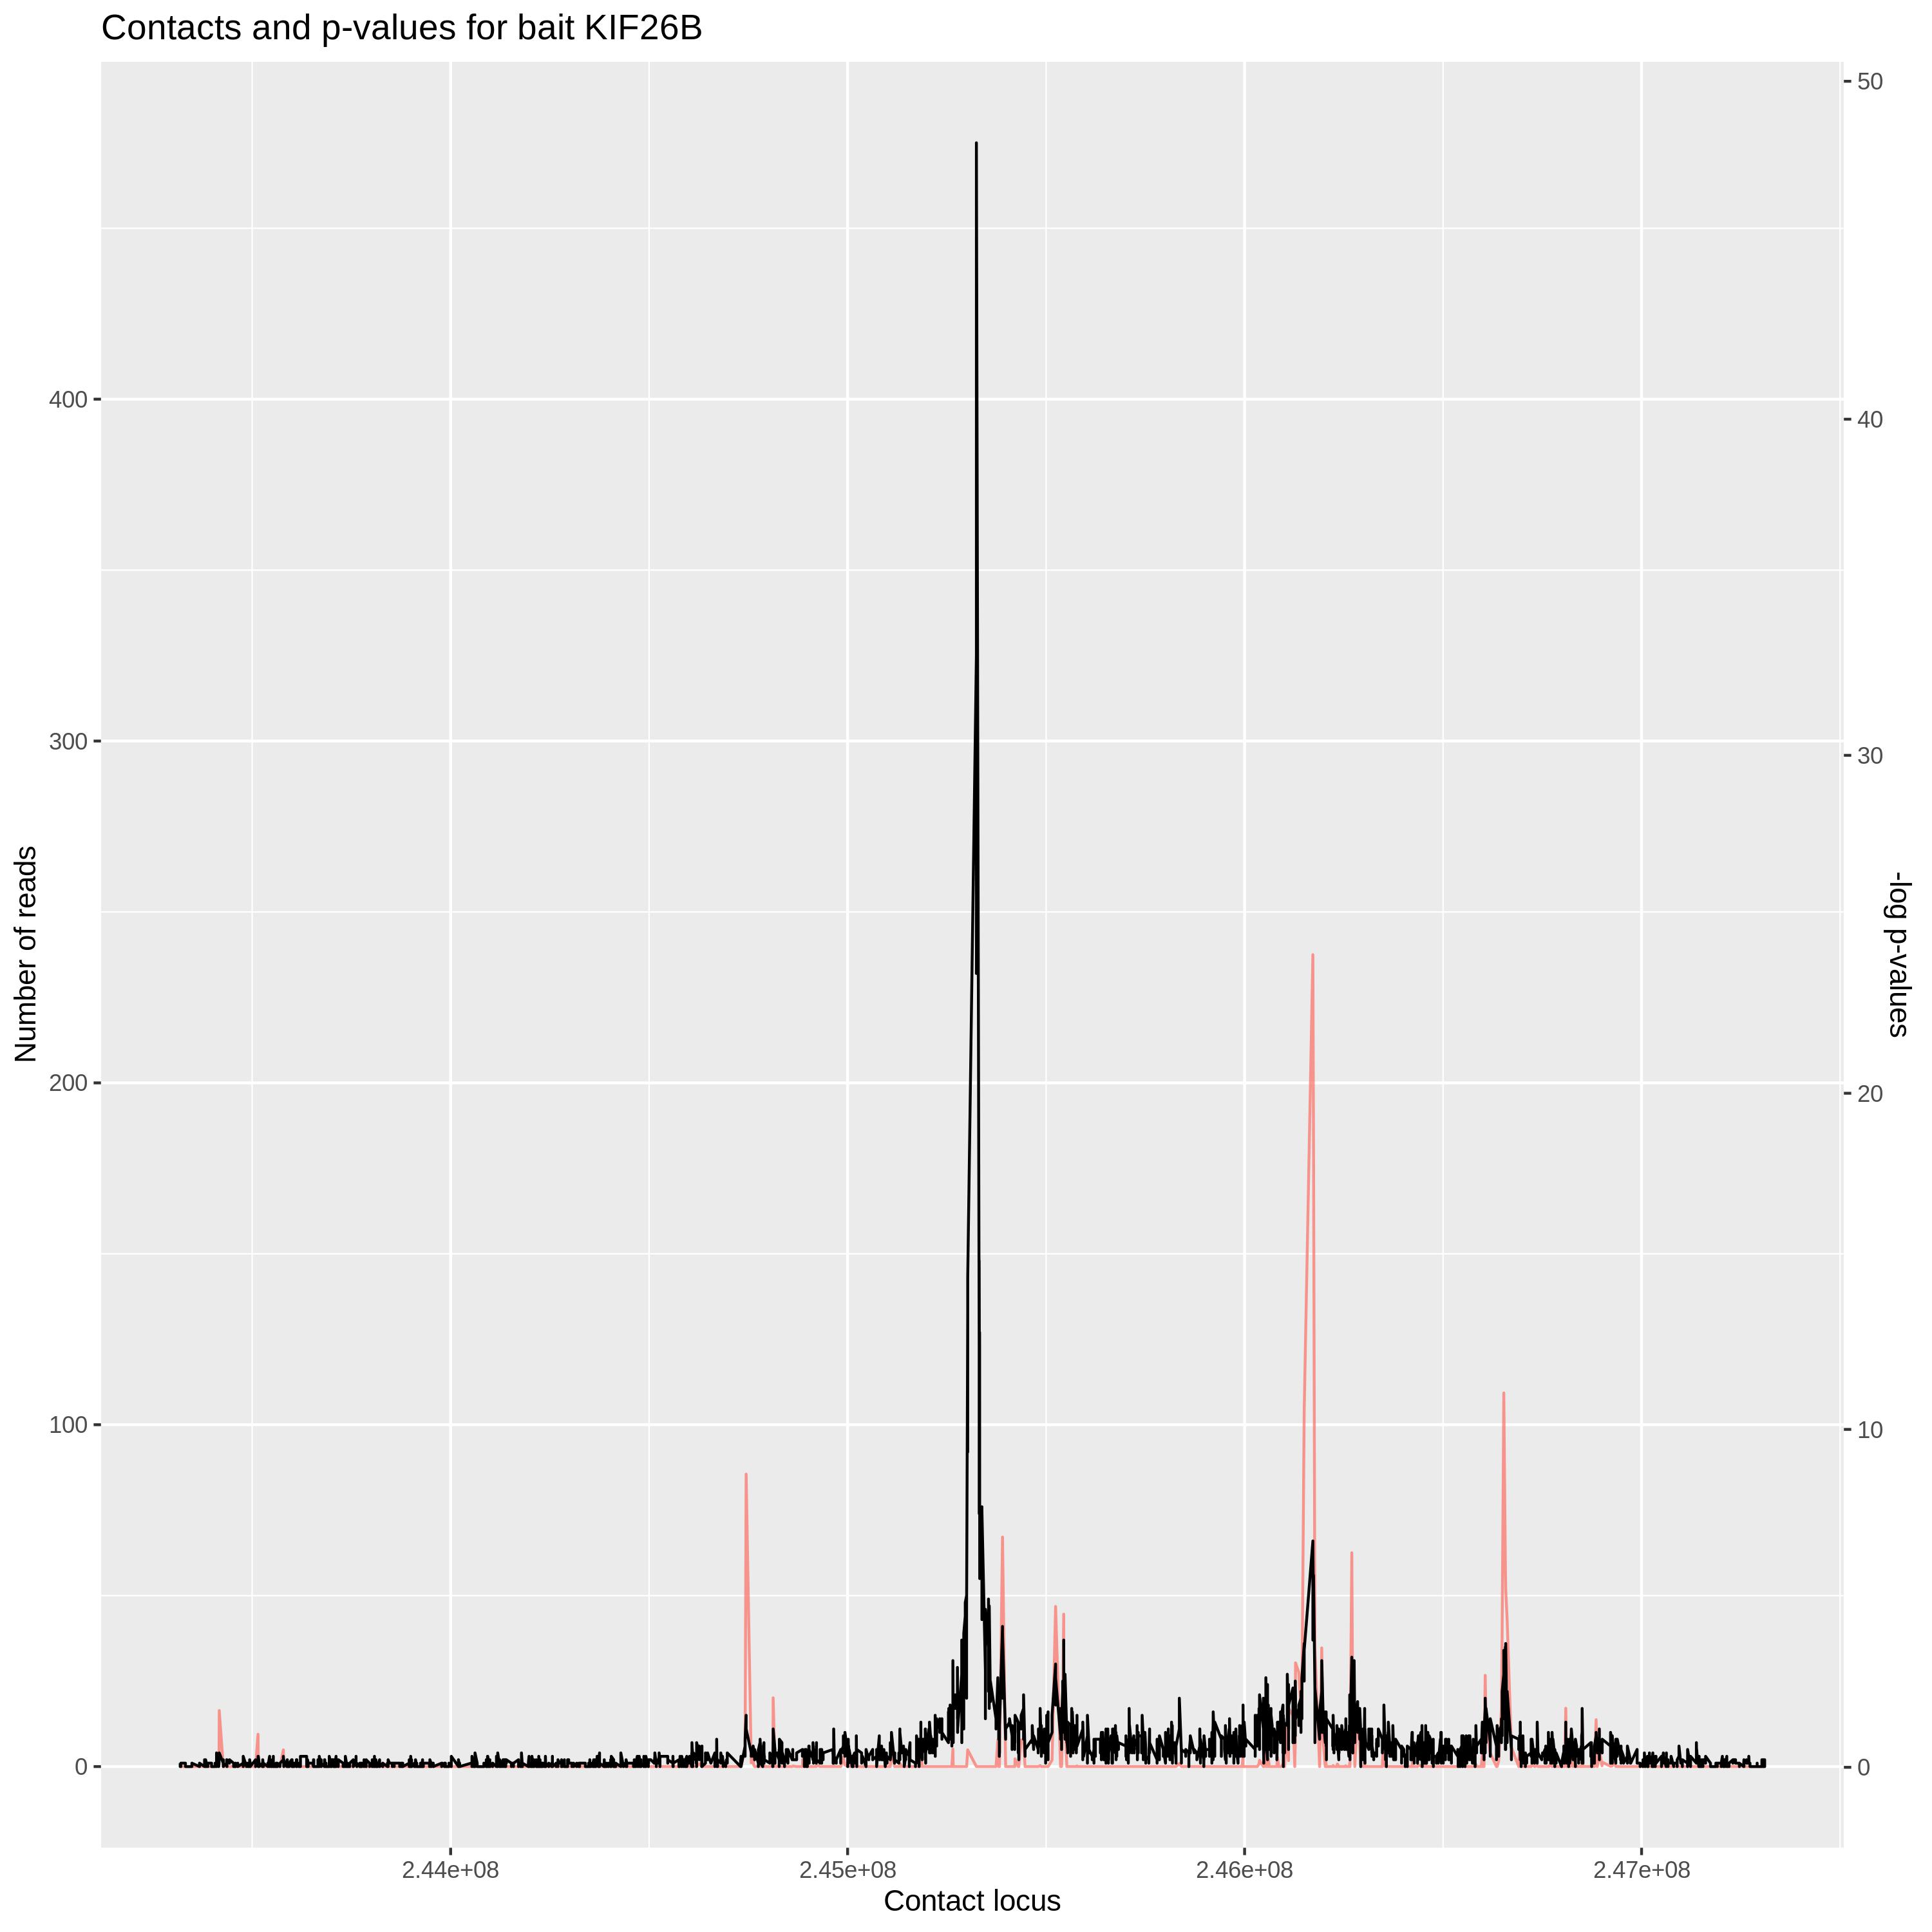 Contacts and p-values for bait KIF26B
Number of reads
400
300
200
100
0
50
40
30
20
10
0
-log p-values
2.44e+08 2.45e+08 2.46e+08 2.47e+08
Contact locus